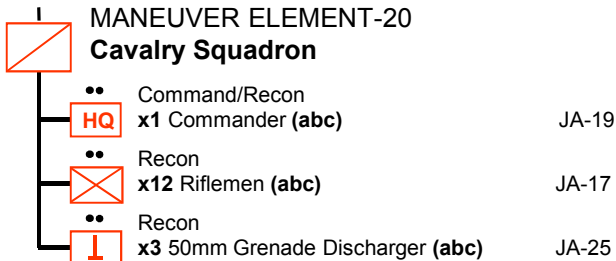 MANEUVER ELEMENT-20
Cavalry Squadron
Command/Recon
HQ x1 Commander (abc) JA-19
Recon
x12 Riflemen (abc) JA-17
Recon
x3 50mm Grenade Discharger (abc) JA-25